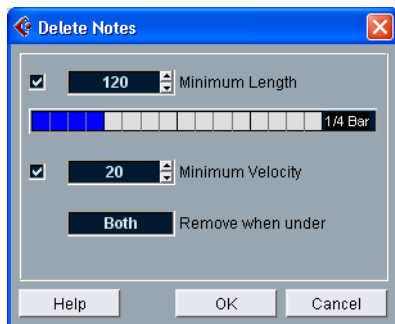 Delete Notes
120 Minimum Length
1/4 Bar
20 Minimum Velocity
Both Remove when under
Help OK Cancel